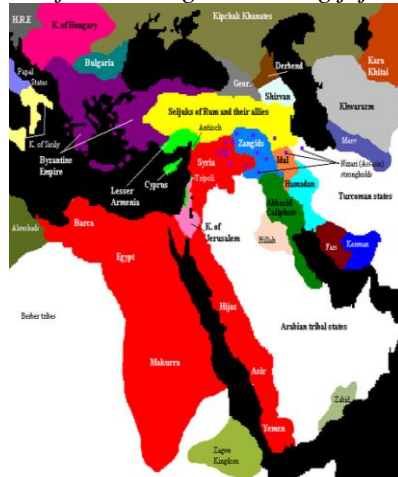 H.R.E
K. of Hungary
Kipchak Khanates
Kara
Khitai
Bulgaria
Derbend
Papal
States
Geor.
Shirvan
Khwarazm
Seljuks of Rum and their allies
K. of Sicily
Antioch
Merv
Byzantine
Empire
Zangids
Syria
Nizari (Assassin)
strongholds
Lesser
Armenia
Cyprus
Tripoli
Hamadan
Turcoman states
Abbasid
Caliphate
K. of
Jerusalem
Almohads
Barca
Hillah
Fars
Kerman
Egypt
Berber tribes
Hijaz
Arabian tribal states
Makurra
Asir
Zabid
Yemen
Zagwe
Kingdom